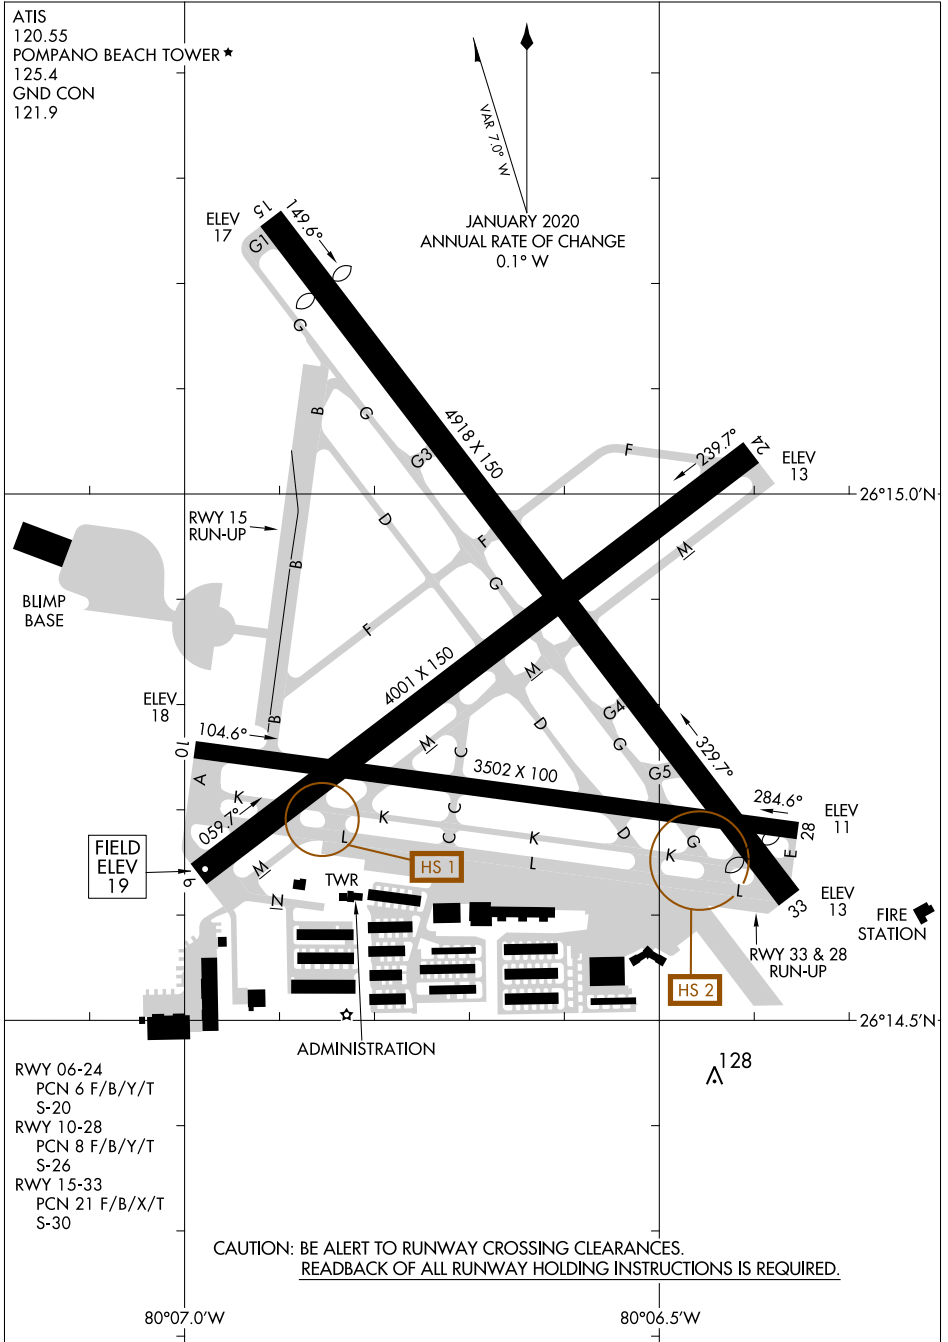 ATIS
120.55
POMPANO BEACH TOWER★
125.4
GND CON
121.9
VAR 7.0° W
JANUARY 2020
ANNUAL RATE OF CHANGE
0.1° W
ELEV
17
15
149.6°
G1
G
B
G
G3
4918 X 150
F
239.7°
24
ELEV
13
26°15.0'N
RWY 15
RUN-UP
D
F
M
B
G
BLIMP
BASE
F
4001 X 150
M
ELEV
18
B
G4
D
104.6°
10
M
C
G
329.7°
3502 X 100
G5
A
K
284.6°
ELEV
11
28
059.7°
K
C
K
D
G
E
L
C
L
K
L
FIELD
ELEV
19
6
M
HS 1
TWR
N
33
ELEV
13
FIRE
STATION
RWY 33 & 28
RUN-UP
HS 2
ADMINISTRATION
26°14.5'N
128
RWY 06-24
PCN 6 F/B/Y/T
S-20
RWY 10-28
PCN 8 F/B/Y/T
S-26
RWY 15-33
PCN 21 F/B/X/T
S-30
CAUTION: BE ALERT TO RUNWAY CROSSING CLEARANCES.
READBACK OF ALL RUNWAY HOLDING INSTRUCTIONS IS REQUIRED.
80°07.0'W
80°06.5'W